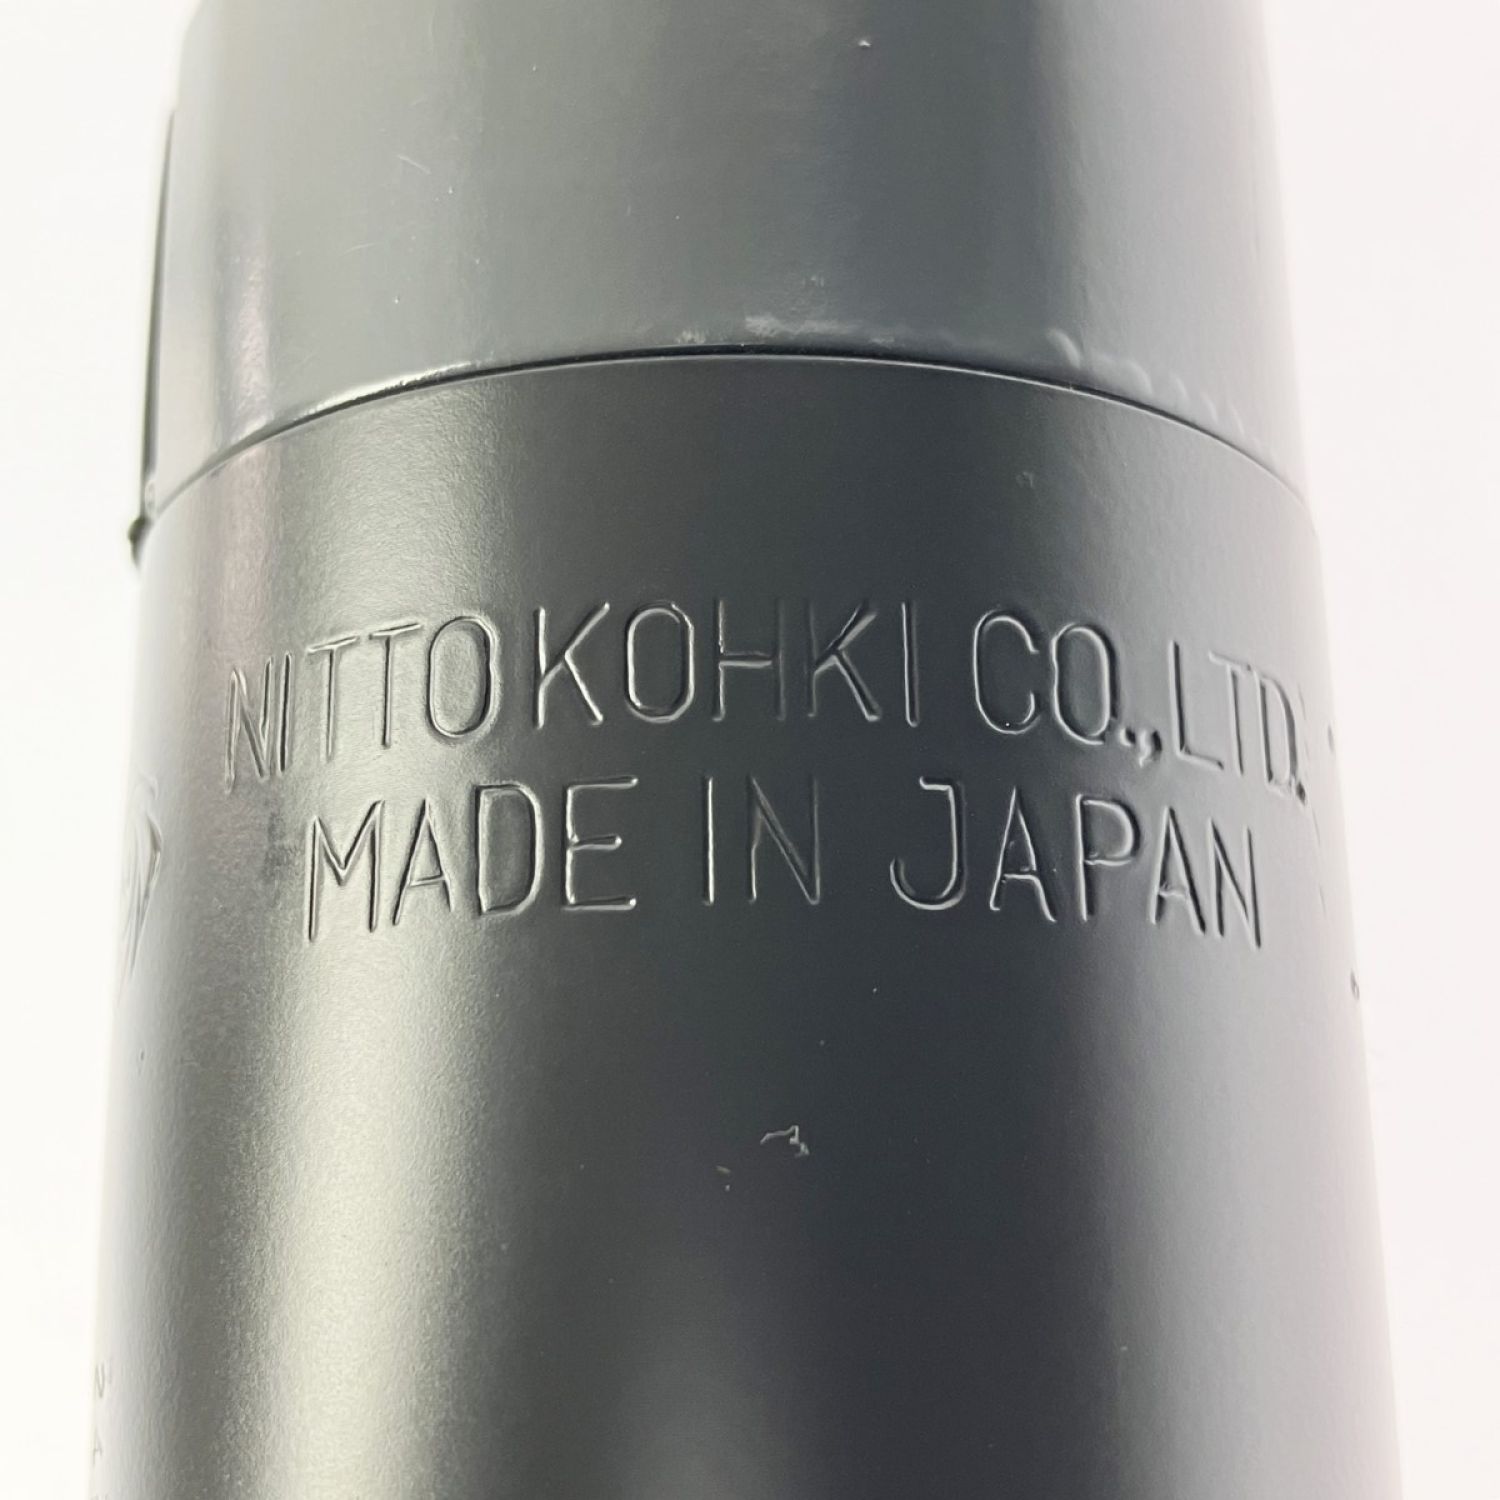 NITTO KOHKI CO., LTD.
MADE IN JAPAN